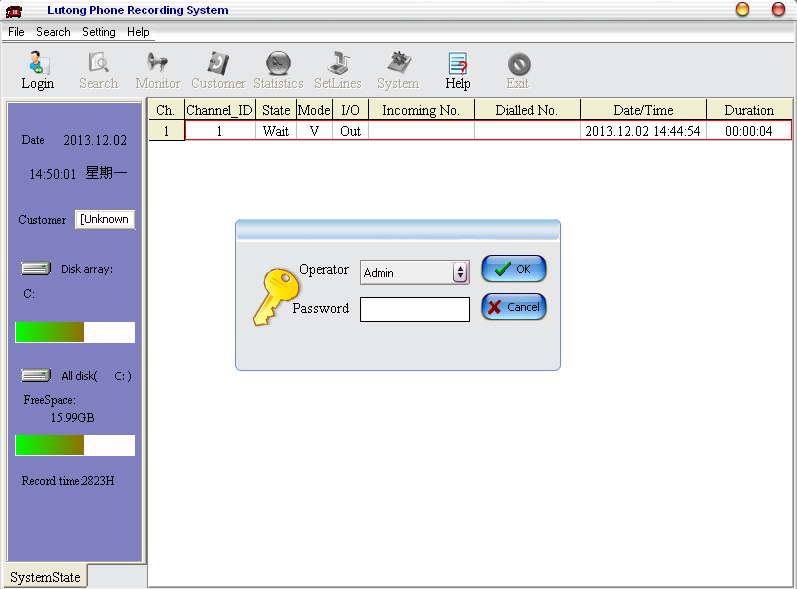 Lutong Phone Recording System
File Search Setting Help
Login Search Monitor Customer Statistics SetLines System Help Exit
Ch. Channel_ID State Mode I/O Incoming No. Dialled No. Date/Time Duration
1 1 Wait V Out 2013.12.02 14:44:54 00:00:04
Date 2013.12.02
14:50:01 星期一
Customer [Unknown
Disk array:
C:
All disk( C: )
FreeSpace:
15.99GB
Record time:2823H
SystemState
Operator Admin OK
Password Cancel